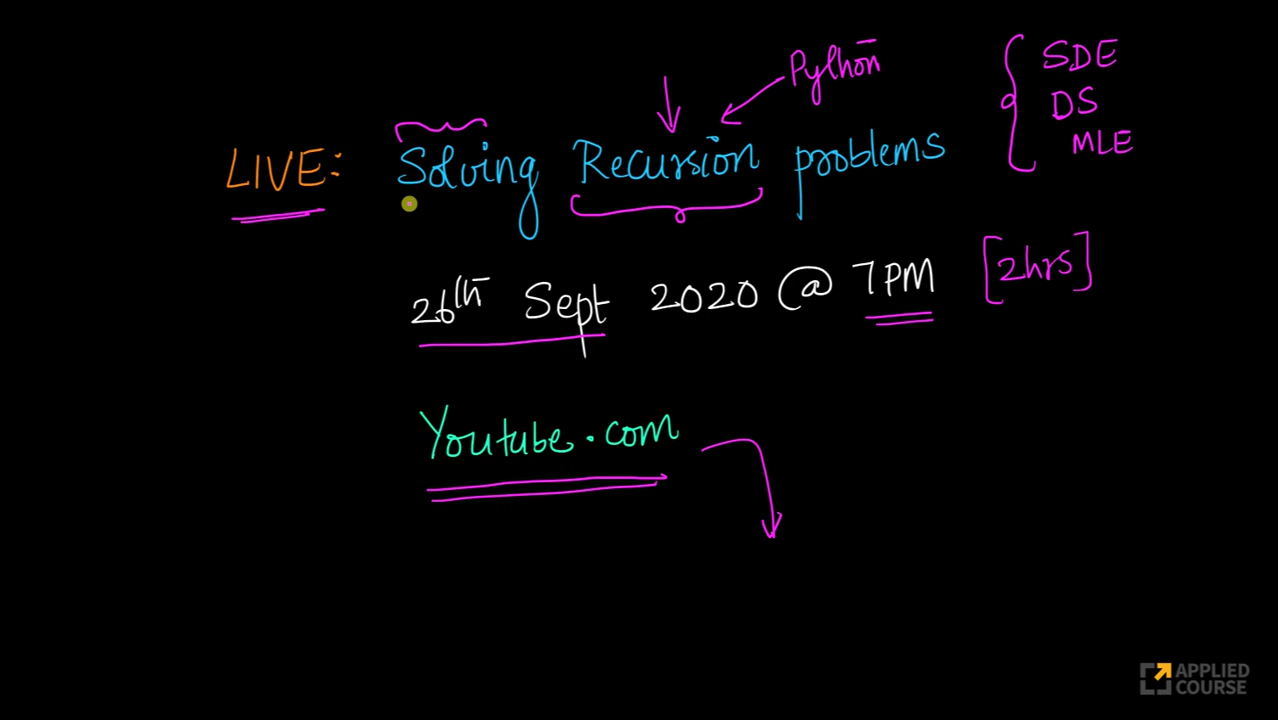 Python
SDE
DS
MLE
LIVE: Solving Recursion problems
26th Sept 2020 @ 7PM [2hrs]
Youtube.com
APPLIED
COURSE